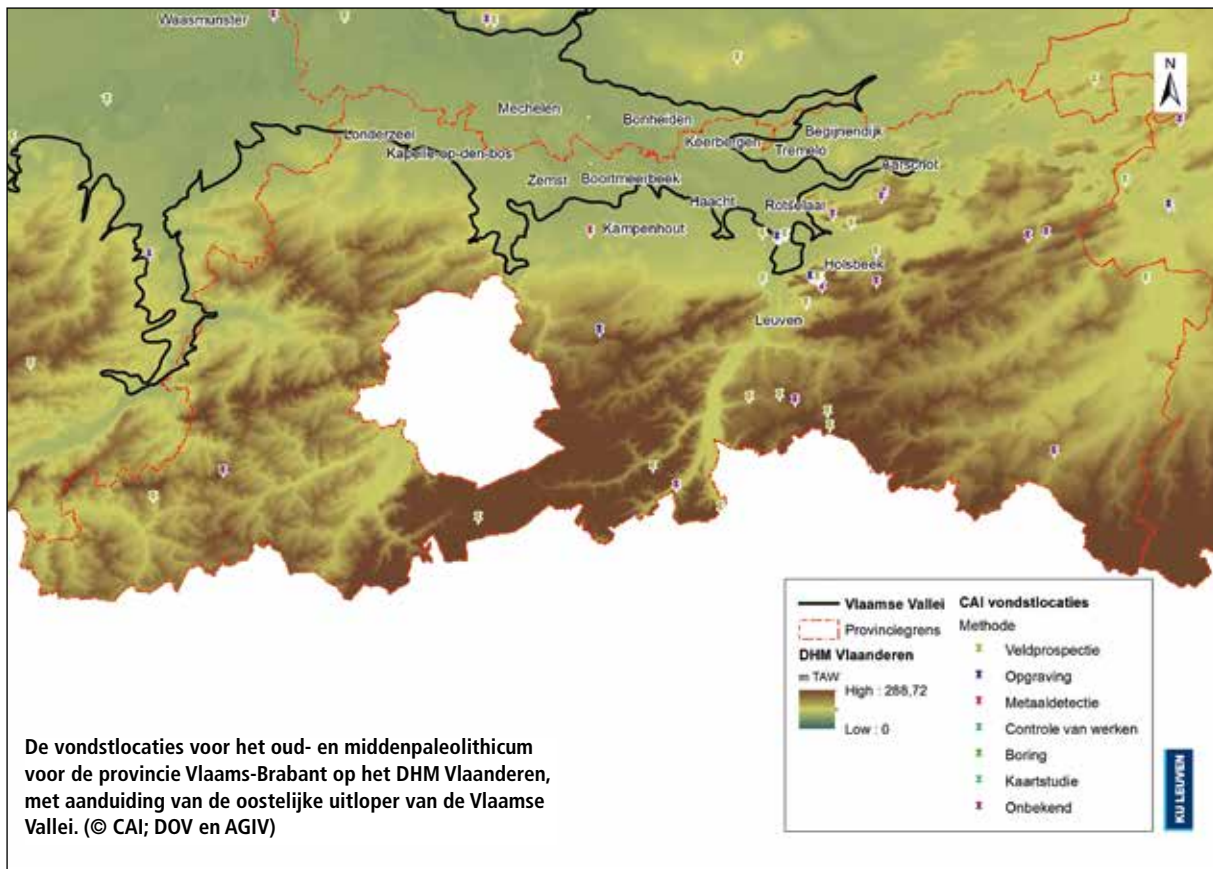 Waasmunster
N
Mechelen
Bonheiden
Begijnendijk
Londerzeel
Keerbergen
Tremelo
Kapelle-op-den-bos
Aarschot
Zemst
Boortmeerbeek
Haacht
Rotselaar
Kampenhout
Holsbeek
Leuven
Vlaamse Vallei
Provinciegrens
DHM Vlaanderen
m TAW
High : 288,72
Low : 0
CAI vondstlocaties
Methode
Veldprospectie
Opgraving
Metaaldetectie
Controle van werken
Boring
Kaartstudie
Onbekend
KU LEUVEN
De vondstlocaties voor het oud- en middenpaleolithicum
voor de provincie Vlaams-Brabant op het DHM Vlaanderen,
met aanduiding van de oostelijke uitloper van de Vlaamse
Vallei. (© CAI; DOV en AGIV)